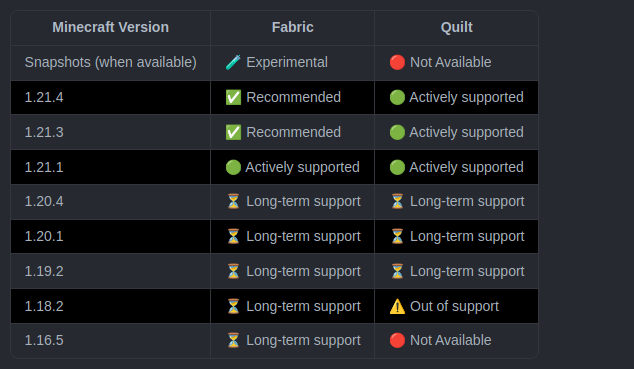 Minecraft Version Fabric Quilt
Snapshots (when available) 🧪 Experimental 🔴 Not Available
1.21.4 ✅ Recommended 🟢 Actively supported
1.21.3 ✅ Recommended 🟢 Actively supported
1.21.1 🟢 Actively supported 🟢 Actively supported
1.20.4 ⏳ Long-term support ⏳ Long-term support
1.20.1 ⏳ Long-term support ⏳ Long-term support
1.19.2 ⏳ Long-term support ⏳ Long-term support
1.18.2 ⏳ Long-term support ⚠️ Out of support
1.16.5 ⏳ Long-term support 🔴 Not Available